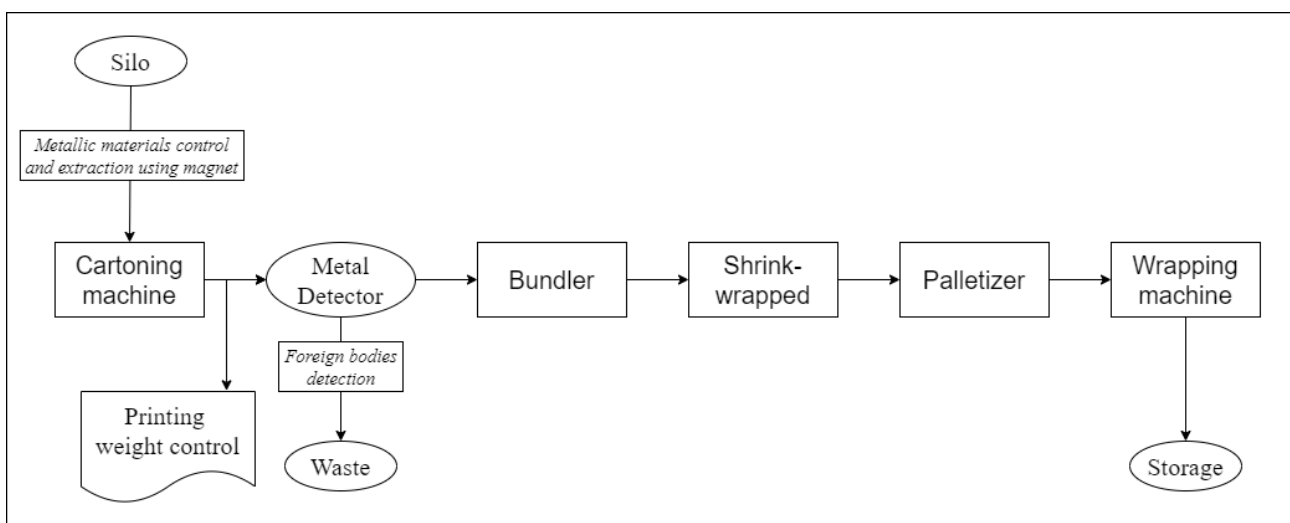 Silo
Metallic materials control
and extraction using magnet
Cartoning
machine
Metal
Detector
Bundler
Shrink-
wrapped
Palletizer
Wrapping
machine
Foreign bodies
detection
Printing
weight control
Waste
Storage